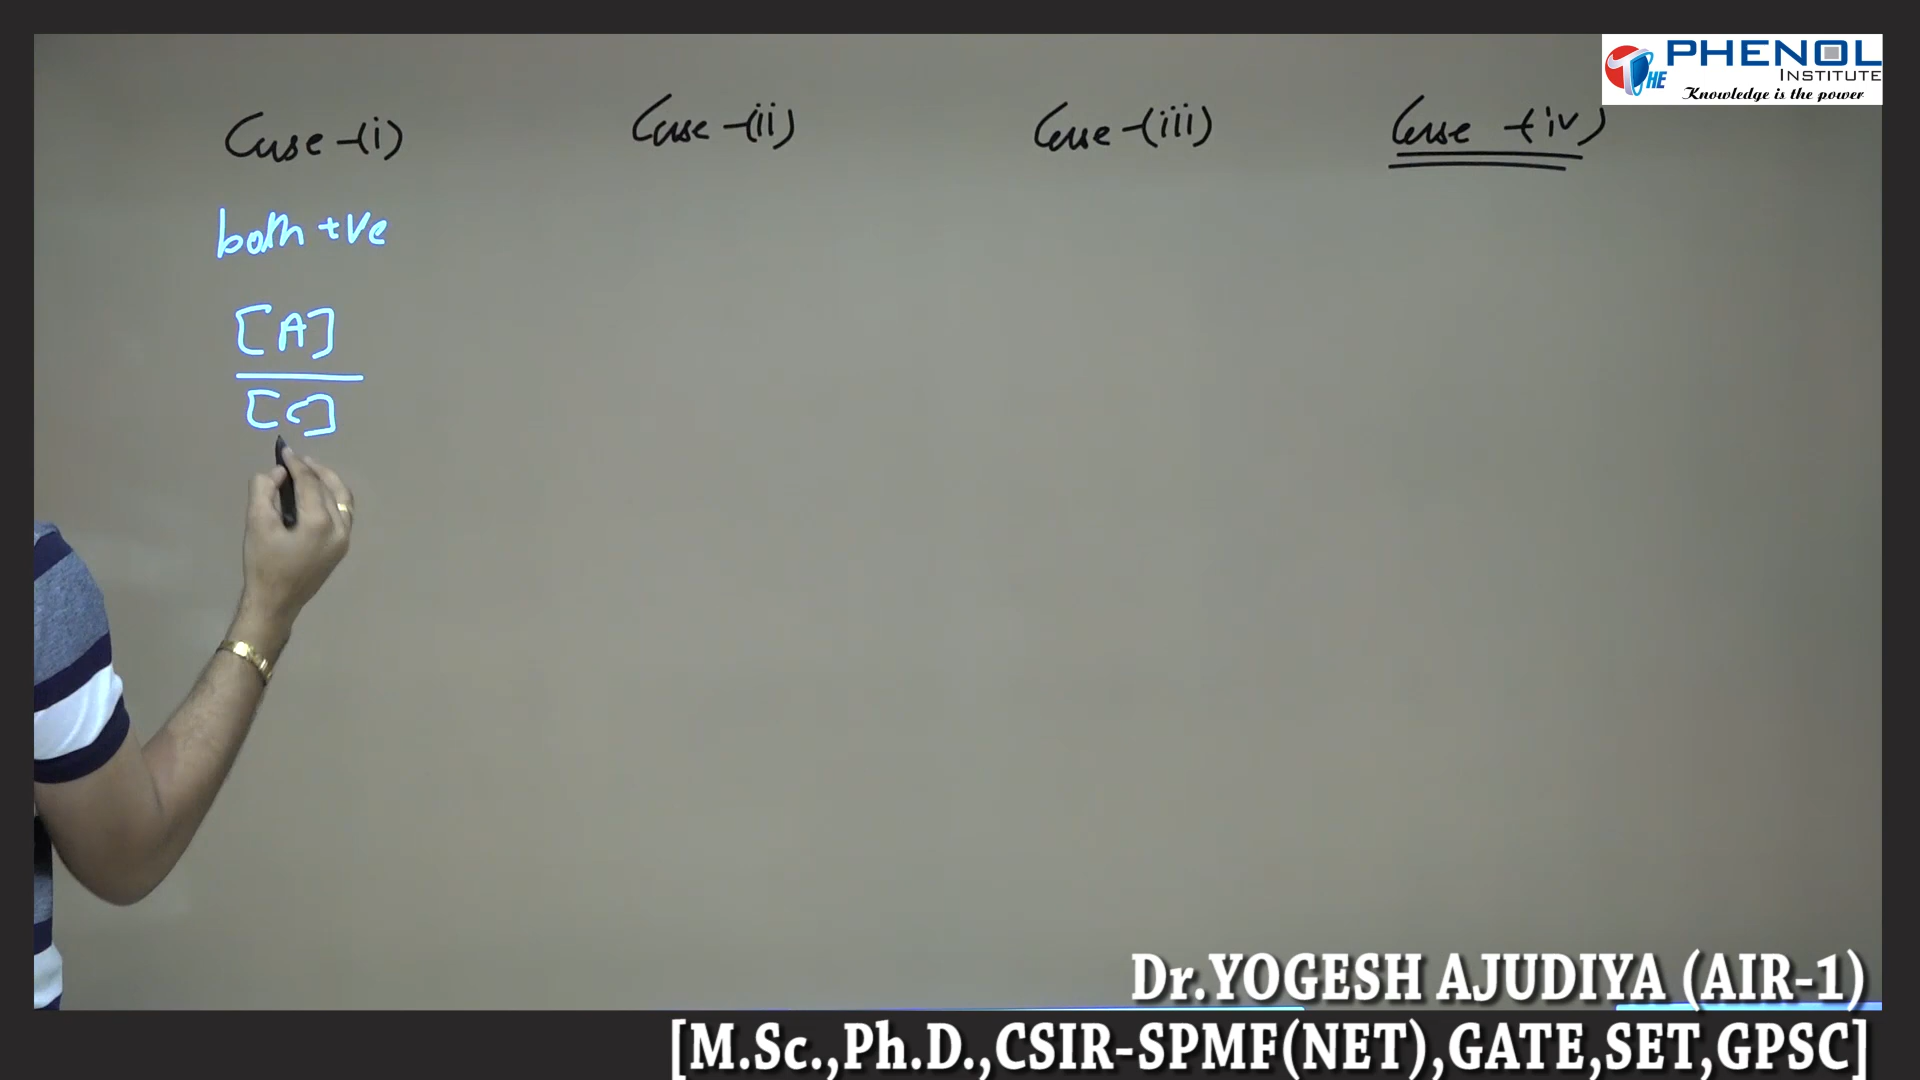 THE PHENOL
INSTITUTE
Knowledge is the power
Case-(i) Case-(ii) Case-(iii) Case-(iv)
both +ve
[A]
[C]
Dr.YOGESH AJUDIYA (AIR-1)
[M.Sc.,Ph.D.,CSIR-SPMF(NET),GATE,SET,GPSC]